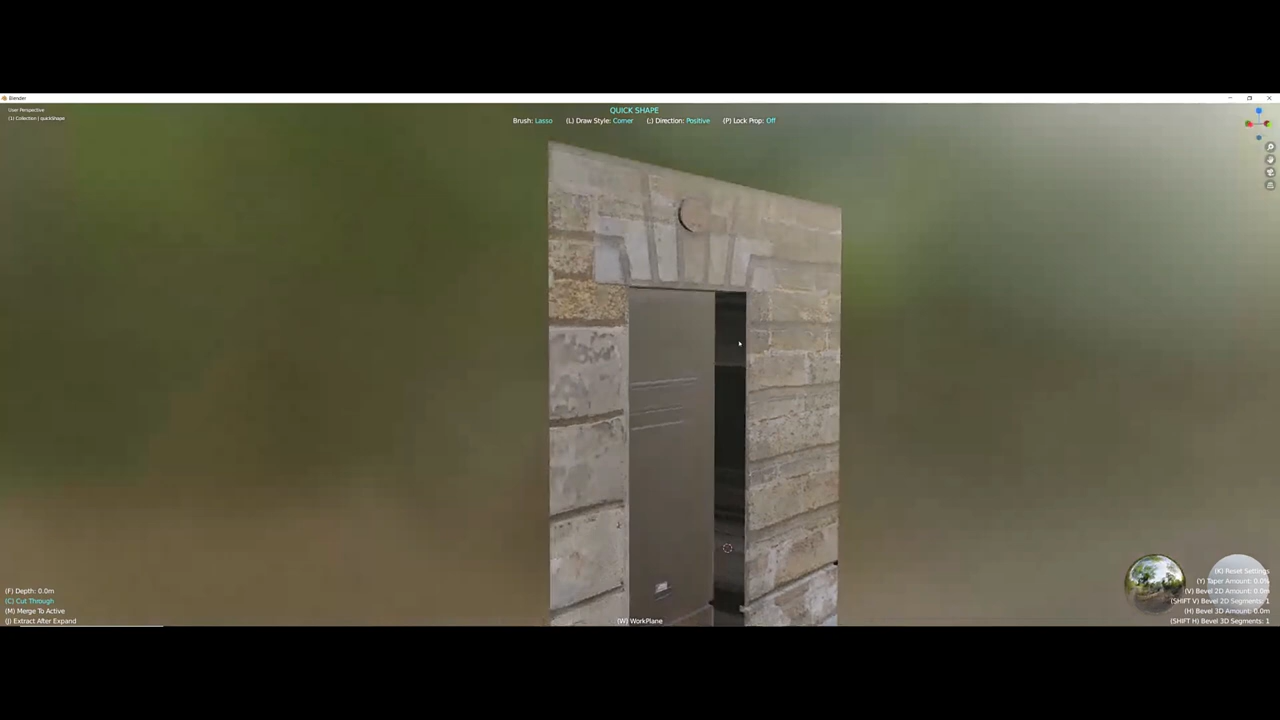 Blender
User Perspective
(1) Collection | quickShape
QUICK SHAPE
Brush: Lasso (L) Draw Style: Corner (;) Direction: Positive (P) Lock Prop: Off
(F) Depth: 0.0m
(C) Cut Through
(M) Merge To Active
(J) Extract After Expand
(W) WorkPlane
(K) Reset Settings
(Y) Taper Amount: 0.0%
(V) Bevel 2D Amount: 0.0m
(SHIFT V) Bevel 2D Segments: 1
(H) Bevel 3D Amount: 0.0m
(SHIFT H) Bevel 3D Segments: 1